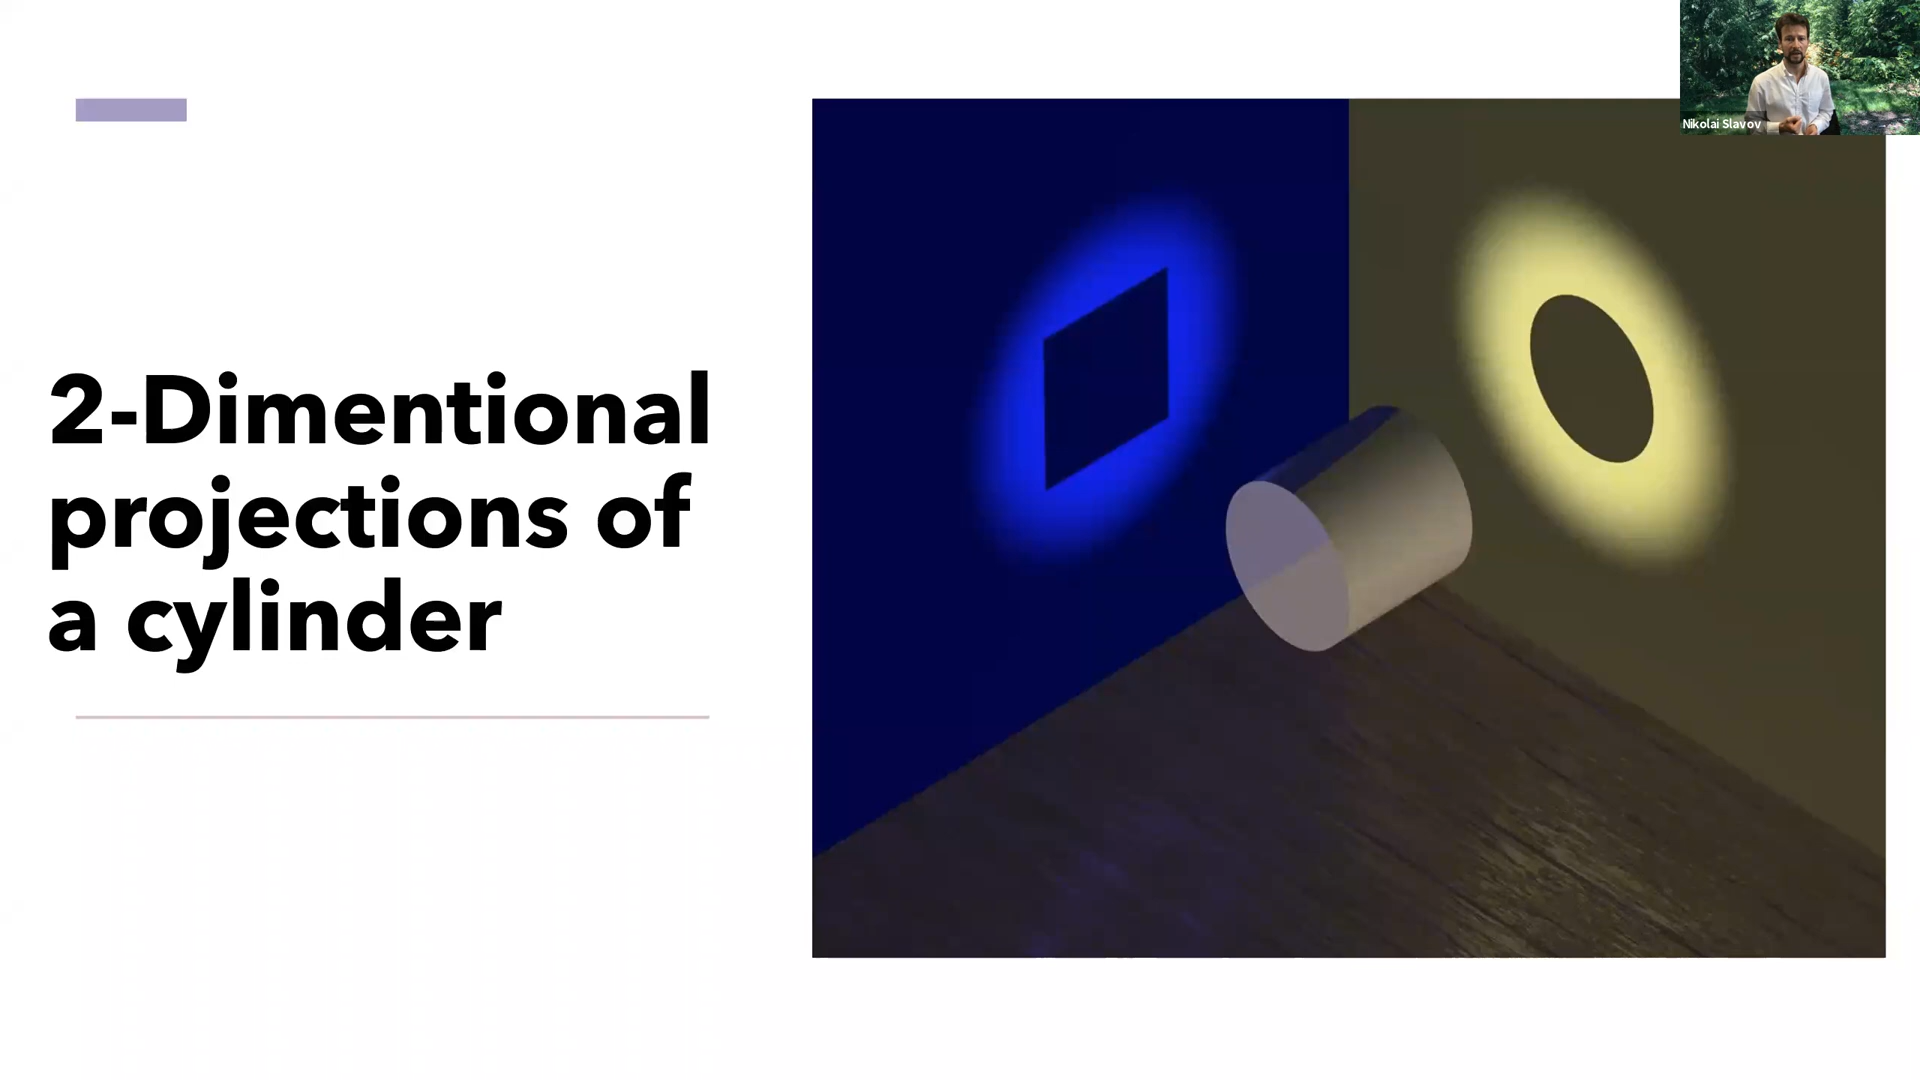 2-Dimentional
projections of
a cylinder
Nikolai Slavov